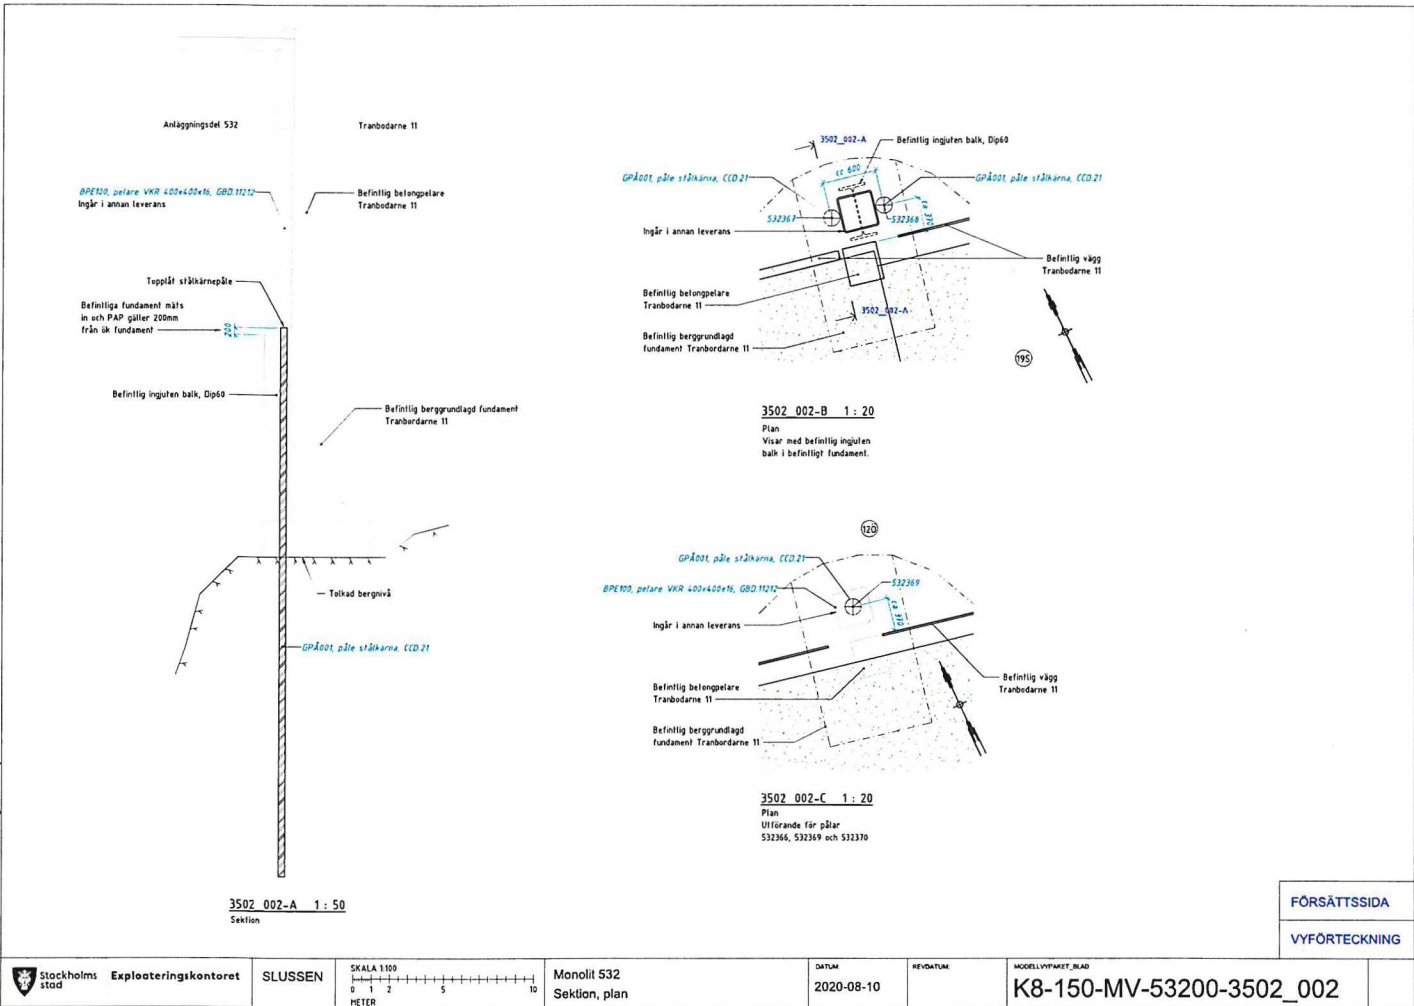 Anläggningsdel 532
Tranbodarne 11
BPE100, pelare VKR 400x400x16, GBD.11212
Ingår i annan leverans
Befintlig betongpelare
Tranbodarne 11
Topplåt stålkärnepåle
Befintliga fundament mäts
in och PAP gäller 200mm
från ök fundament
200
Befintlig ingjuten balk, Dip60
Befintlig berggrundlagd fundament
Tranbordarne 11
Tolkad bergnivå
GPÅ001, påle stålkärna, CCD.21
3502_002-A 1 : 50
Sektion
3502_002-A
Befintlig ingjuten balk, Dip60
GPÅ001, påle stålkärna, CCD.21
cc 600
GPÅ001, påle stålkärna, CCD.21
532367
532368
ca 370
Ingår i annan leverans
Befintlig vägg
Tranbodarne 11
Befintlig betongpelare
Tranbodarne 11
3502_002-A
Befintlig berggrundlagd
fundament Tranbordarne 11
195
3502_002-B 1 : 20
Plan
Visar med befintlig ingjuten
balk i befintligt fundament.
120
GPÅ001, påle stålkärna, CCD.21
BPE100, pelare VKR 400x400x16, GBD.11212
532369
ca 370
Ingår i annan leverans
Befintlig betongpelare
Tranbodarne 11
Befintlig vägg
Tranbodarne 11
Befintlig berggrundlagd
fundament Tranbordarne 11
3502_002-C 1 : 20
Plan
Utförande för pålar
532366, 532369 och 532370
FÖRSÄTTSSIDA
VYFÖRTECKNING
Stockholms stad
Exploateringskontoret
SLUSSEN
SKALA 1:100
0 1 2 5 10
METER
Monolit 532
Sektion, plan
DATUM
2020-08-10
REVDATUM
MODELLVYPAKET_BLAD
K8-150-MV-53200-3502_002